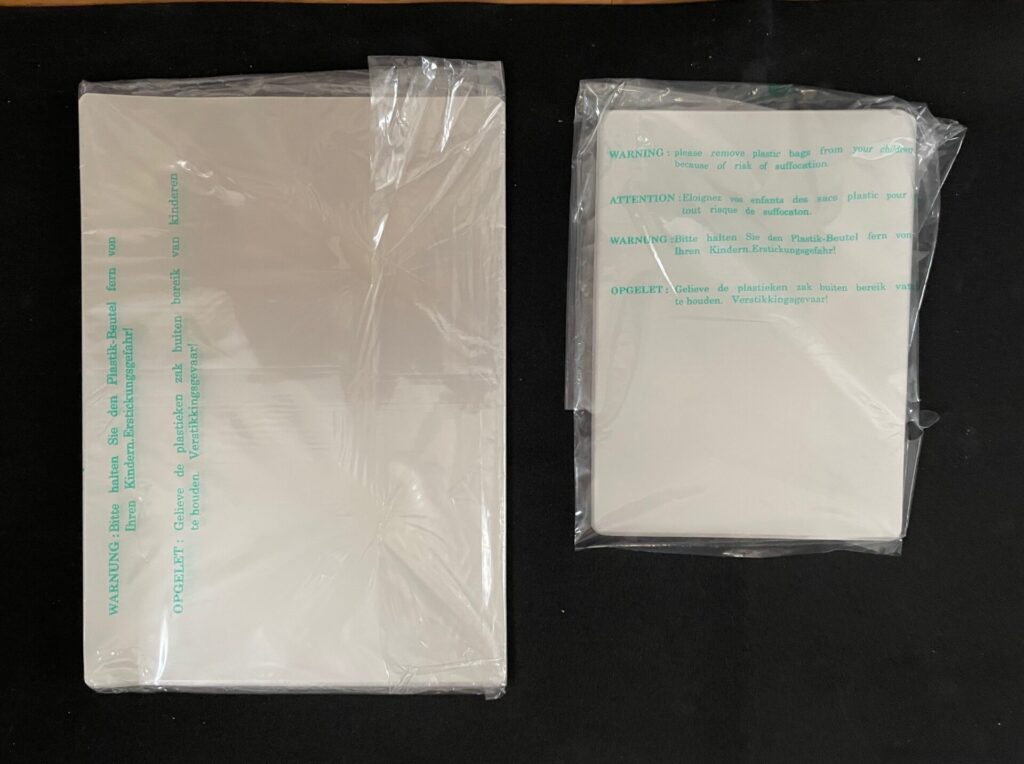 WARNUNG : Bitte halten Sie den Plastik-Beutel fern von
Ihren Kindern.Erstickungsgefahr!
OPGELET : Gelieve de plastieken zak buiten bereik van kinderen
te houden. Verstikkingsgevaar!
WARNING : please remove plastic bags from your children
because of risk of suffocation.
ATTENTION : Eloignez vos enfants des sacs plastic pour
tout risque de suffocaton.
WARNUNG : Bitte halten Sie den Plastik-Beutel fern von
Ihren Kindern.Erstickungsgefahr!
OPGELET : Gelieve de plastieken zak buiten bereik van
te houden. Verstikkingsgevaar!